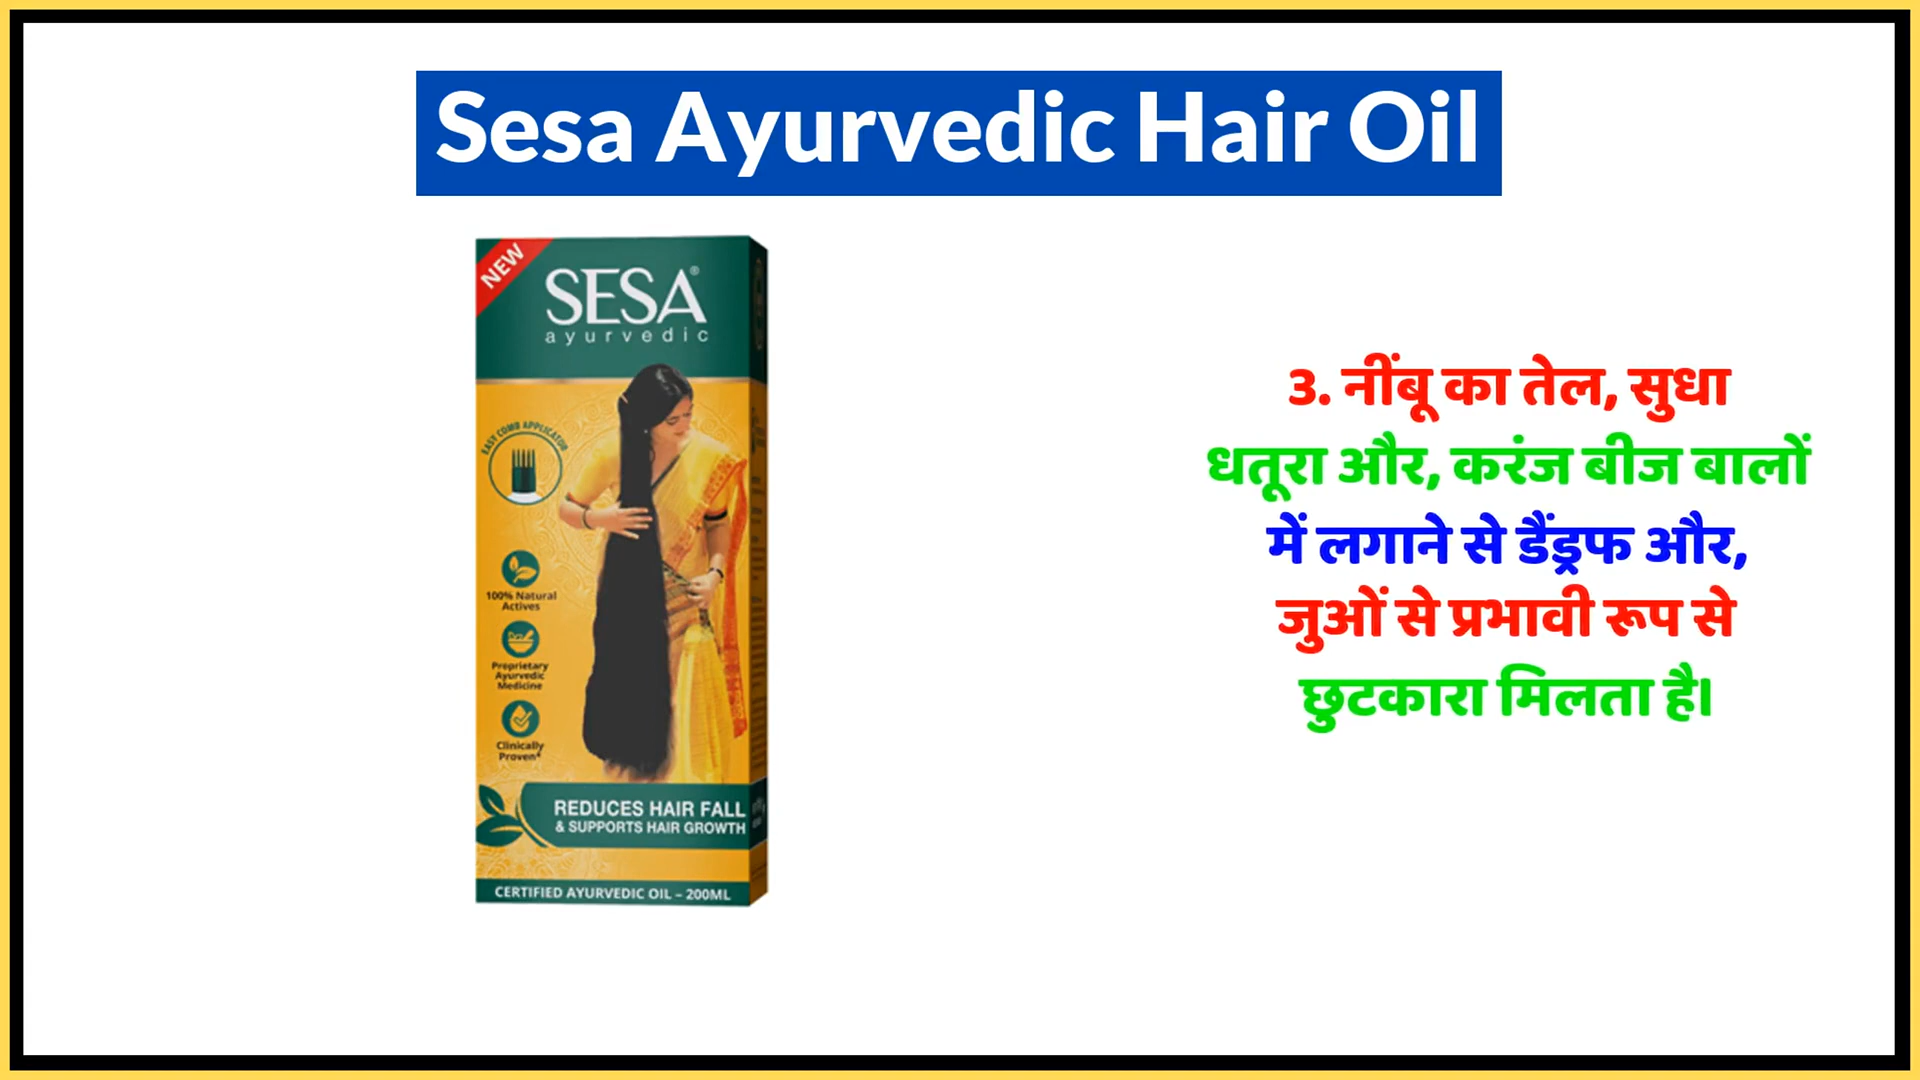 Sesa Ayurvedic Hair Oil
NEW
SESA®
ayurvedic
EASY COMB APPLICATOR
100% Natural
Actives
Proprietary
Ayurvedic
Medicine
Clinically
Proven*
REDUCES HAIR FALL
& SUPPORTS HAIR GROWTH
CERTIFIED AYURVEDIC OIL – 200ML
3. नींबू का तेल, सुधा
धतूरा और, करंज बीज बालों
में लगाने से डैंड्रफ और,
जुओं से प्रभावी रूप से
छुटकारा मिलता है।